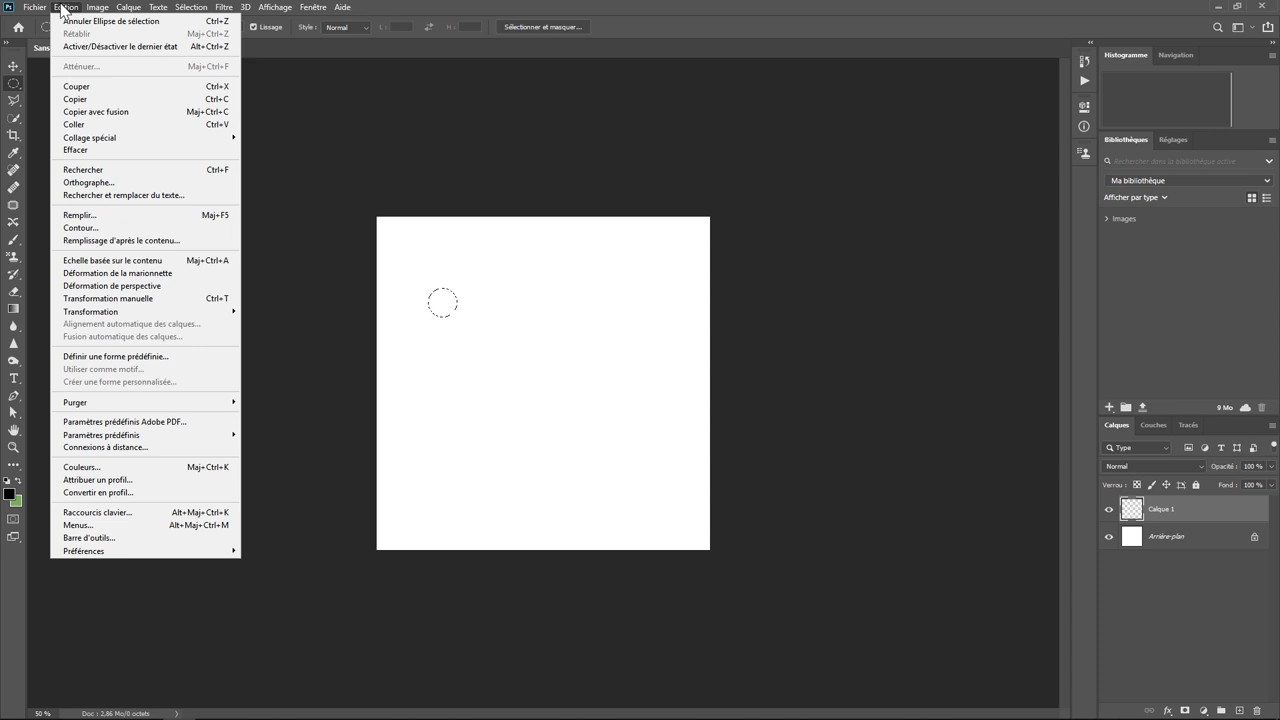 Ps Fichier Edition Image Calque Texte Sélection Filtre 3D Affichage Fenêtre Aide
Lissage Style : Normal L : H : Sélectionner et masquer...
Sans
Annuler Ellipse de sélection Ctrl+Z
Rétablir Maj+Ctrl+Z
Activer/Désactiver le dernier état Alt+Ctrl+Z
Atténuer... Maj+Ctrl+F
Couper Ctrl+X
Copier Ctrl+C
Copier avec fusion Maj+Ctrl+C
Coller Ctrl+V
Collage spécial
Effacer
Rechercher Ctrl+F
Orthographe...
Rechercher et remplacer du texte...
Remplir... Maj+F5
Contour...
Remplissage d'après le contenu...
Echelle basée sur le contenu Maj+Ctrl+A
Déformation de la marionnette
Déformation de perspective
Transformation manuelle Ctrl+T
Transformation
Alignement automatique des calques...
Fusion automatique des calques...
Définir une forme prédéfinie...
Utiliser comme motif...
Créer une forme personnalisée...
Purger
Paramètres prédéfinis Adobe PDF...
Paramètres prédéfinis
Connexions à distance...
Couleurs... Maj+Ctrl+K
Attribuer un profil...
Convertir en profil...
Raccourcis clavier... Alt+Maj+Ctrl+K
Menus... Alt+Maj+Ctrl+M
Barre d'outils...
Préférences
Histogramme Navigation
Bibliothèques Réglages
Rechercher dans la bibliothèque active
Ma bibliothèque
Afficher par type
Images
9 Mo
Calques Couches Tracés
Type
Normal Opacité : 100 %
Verrou : Fond : 100 %
Calque 1
Arrière-plan
fx
50 % Doc : 2,86 Mo/0 octets